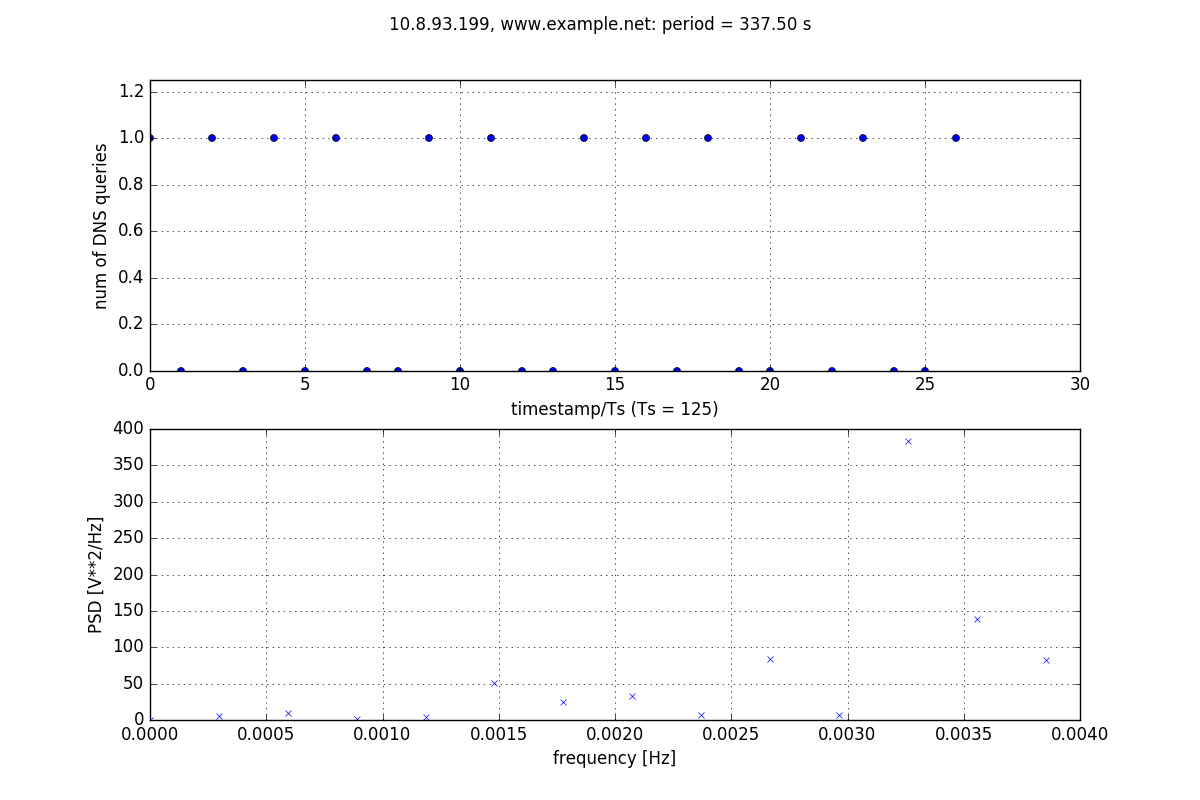 10.8.93.199, www.example.net: period = 337.50 s
1.2
1.0
0.8
0.6
0.4
0.2
0.0
num of DNS queries
0 5 10 15 20 25 30
timestamp/Ts (Ts = 125)
400
350
300
250
200
150
100
50
0
PSD [V**2/Hz]
0.0000 0.0005 0.0010 0.0015 0.0020 0.0025 0.0030 0.0035 0.0040
frequency [Hz]